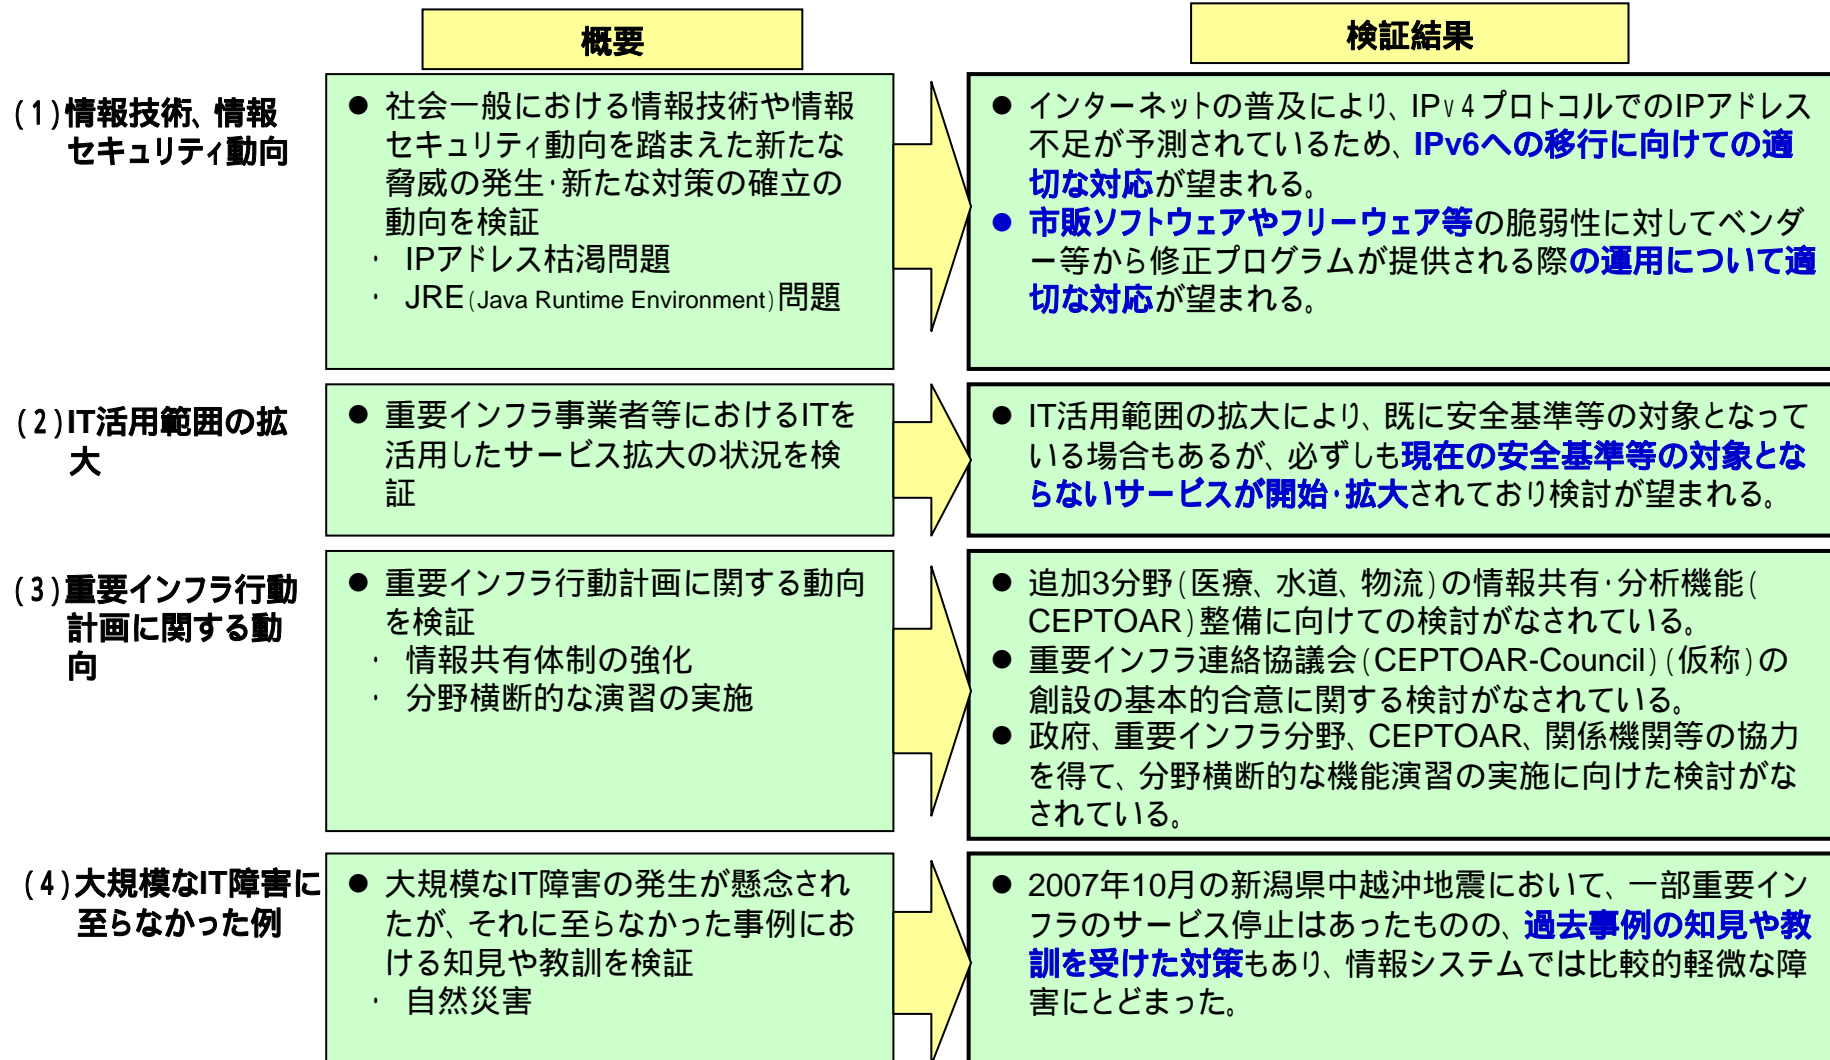 概要
検証結果
(1)情報技術、情報
セキュリティ動向
● 社会一般における情報技術や情報
セキュリティ動向を踏まえた新たな
脅威の発生・新たな対策の確立の
動向を検証
・ IPアドレス枯渇問題
・ JRE(Java Runtime Environment)問題
● インターネットの普及により、IPv4プロトコルでのIPアドレス
不足が予測されているため、IPv6への移行に向けての適
切な対応が望まれる。
● 市販ソフトウェアやフリーウェア等の脆弱性に対してベンダ
ー等から修正プログラムが提供される際の運用について適
切な対応が望まれる。
(2)IT活用範囲の拡
大
● 重要インフラ事業者等におけるITを
活用したサービス拡大の状況を検
証
● IT活用範囲の拡大により、既に安全基準等の対象となって
いる場合もあるが、必ずしも現在の安全基準等の対象とな
らないサービスが開始・拡大されており検討が望まれる。
(3)重要インフラ行動
計画に関する動
向
● 重要インフラ行動計画に関する動向
を検証
・ 情報共有体制の強化
・ 分野横断的な演習の実施
● 追加3分野(医療、水道、物流)の情報共有・分析機能(
CEPTOAR)整備に向けての検討がなされている。
● 重要インフラ連絡協議会(CEPTOAR-Council)(仮称)の
創設の基本的合意に関する検討がなされている。
● 政府、重要インフラ分野、CEPTOAR、関係機関等の協力
を得て、分野横断的な機能演習の実施に向けた検討がな
されている。
(4)大規模なIT障害に
至らなかった例
● 大規模なIT障害の発生が懸念され
たが、それに至らなかった事例にお
ける知見や教訓を検証
・ 自然災害
● 2007年10月の新潟県中越沖地震において、一部重要イン
フラのサービス停止はあったものの、過去事例の知見や教
訓を受けた対策もあり、情報システムでは比較的軽微な障
害にとどまった。